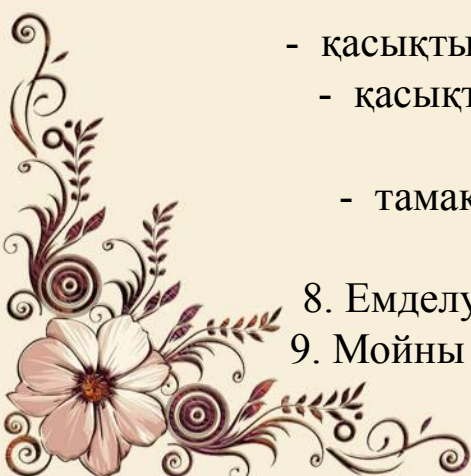 - қасықты
- қасықт
- тамақ
8. Емделу
9. Мойны